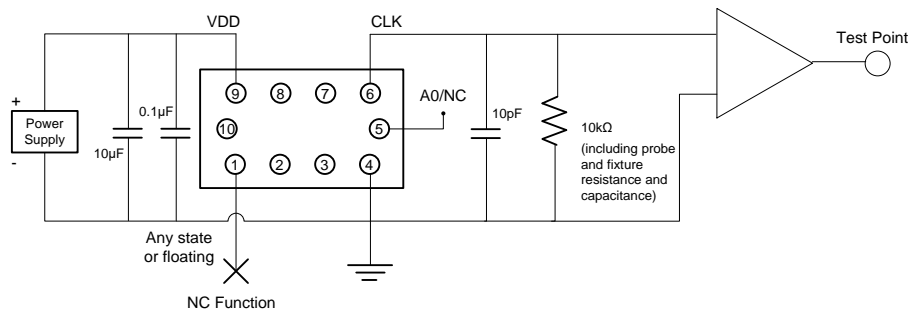 VDD
CLK
Test Point
+
Power
Supply
-
10µF
0.1µF
9
8
7
6
10
5
A0/NC
1
2
3
4
10pF
10kΩ
(including probe
and fixture
resistance and
capacitance)
Any state
or floating
NC Function